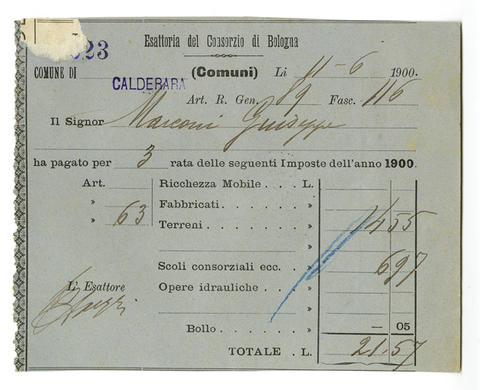 323
Esattoria del Consorzio di Bologna
COMUNE DI CALDERARA (Comuni) Li 11-6 1900.
Art. R. Gen. 89 Fasc. 116
Il Signor Marconi Giuseppe
ha pagato per 3 rata delle seguenti Imposte dell'anno 1900.
Art. Ricchezza Mobile . . . L.
» Fabbricati. . . . . »
» 63 Terreni . . . . . » 14 55
Scoli consorziali ecc. . . » 6 97
L' Esattore Opere idrauliche . . . . »
»
Bollo . . » — 05
TOTALE . L. 21.57